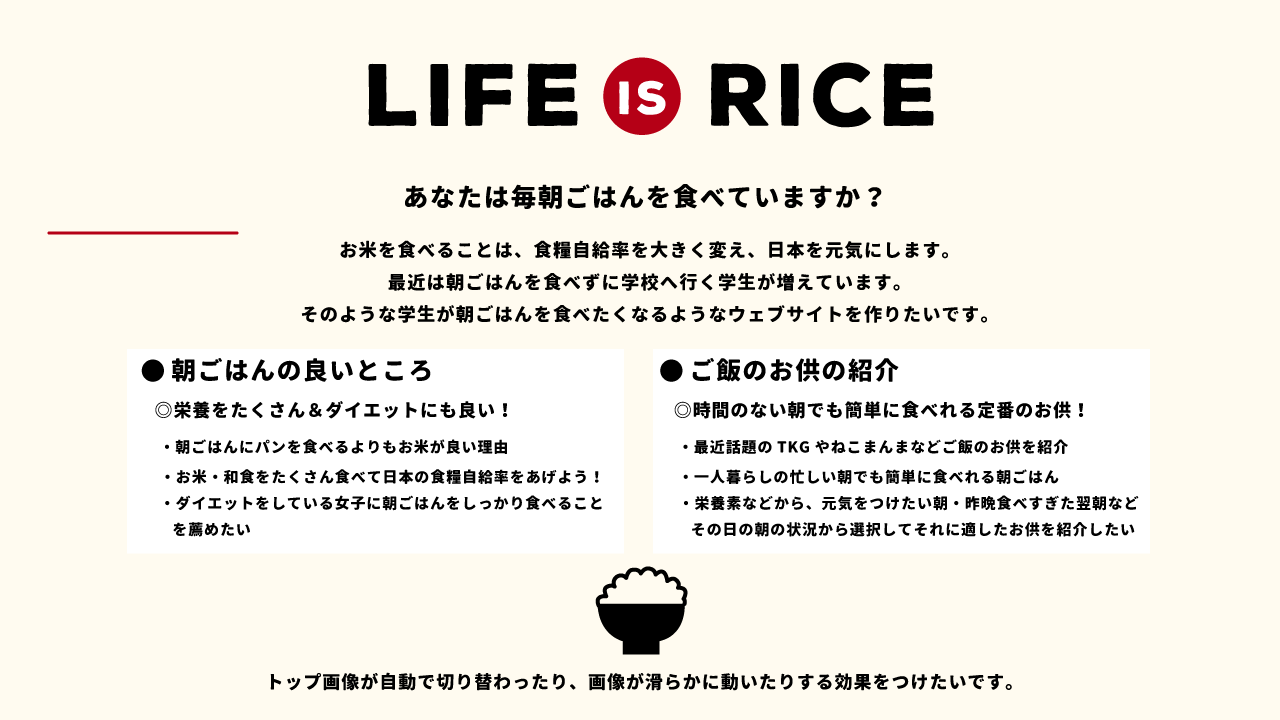 LIFE IS RICE
あなたは毎朝ごはんを食べていますか？
お米を食べることは、食糧自給率を大きく変え、日本を元気にします。
最近は朝ごはんを食べずに学校へ行く学生が増えています。
そのような学生が朝ごはんを食べたくなるようなウェブサイトを作りたいです。
●朝ごはんの良いところ
◎栄養をたくさん＆ダイエットにも良い！
・朝ごはんにパンを食べるよりもお米が良い理由
・お米・和食をたくさん食べて日本の食糧自給率をあげよう！
・ダイエットをしている女子に朝ごはんをしっかり食べること
を薦めたい
●ご飯のお供の紹介
◎時間のない朝でも簡単に食べれる定番のお供！
・最近話題の TKG やねこまんまなどご飯のお供を紹介
・一人暮らしの忙しい朝でも簡単に食べれる朝ごはん
・栄養素などから、元気をつけたい朝・昨晩食べすぎた翌朝など
その日の朝の状況から選択してそれに適したお供を紹介したい
トップ画像が自動で切り替わったり、画像が滑らかに動いたりする効果をつけたいです。